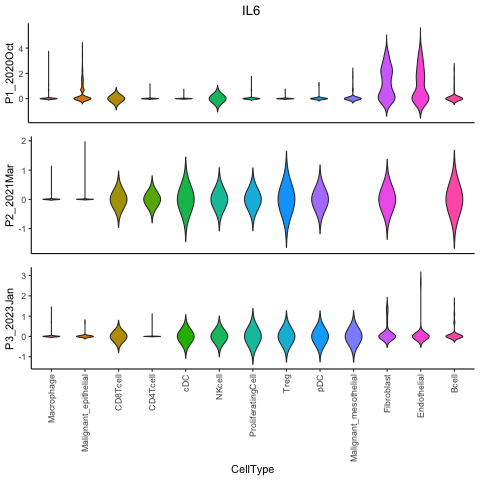 IL6
P1_2020Oct
4
2
0
P2_2021Mar
2
1
0
-1
P3_2023Jan
3
2
1
0
-1
Macrophage
Malignant_epithelial
CD8Tcell
CD4Tcell
cDC
NKcell
ProliferatingCell
Treg
pDC
Malignant_mesothelial
Fibroblast
Endothelial
Bcell
CellType